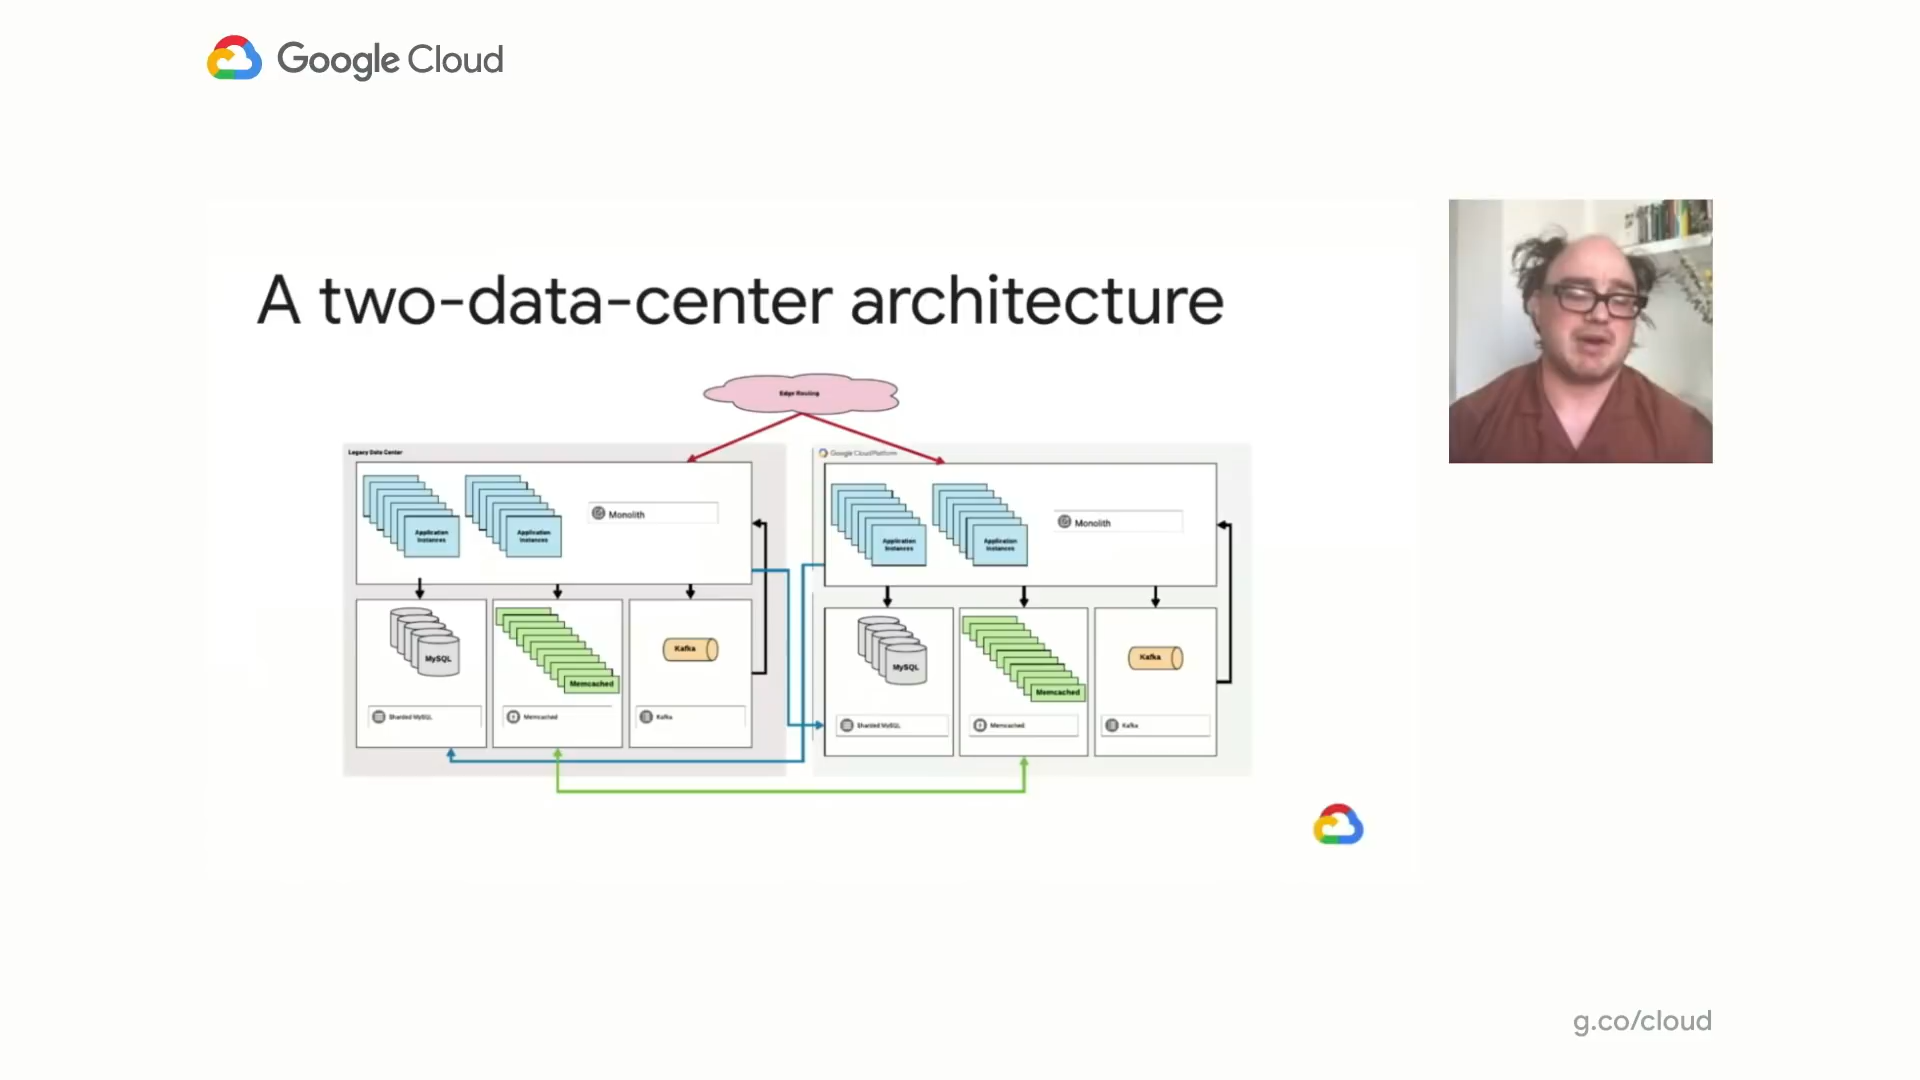 Google Cloud
A two-data-center architecture
Edge Routing
Legacy Data Center
Application
Instances
Application
Instances
Monolith
MySQL
Memcached
Kafka
Sharded MySQL
Memcached
Kafka
Google Cloud Platform
Application
Instances
Application
Instances
Monolith
MySQL
Memcached
Kafka
Sharded MySQL
Memcached
Kafka
g.co/cloud